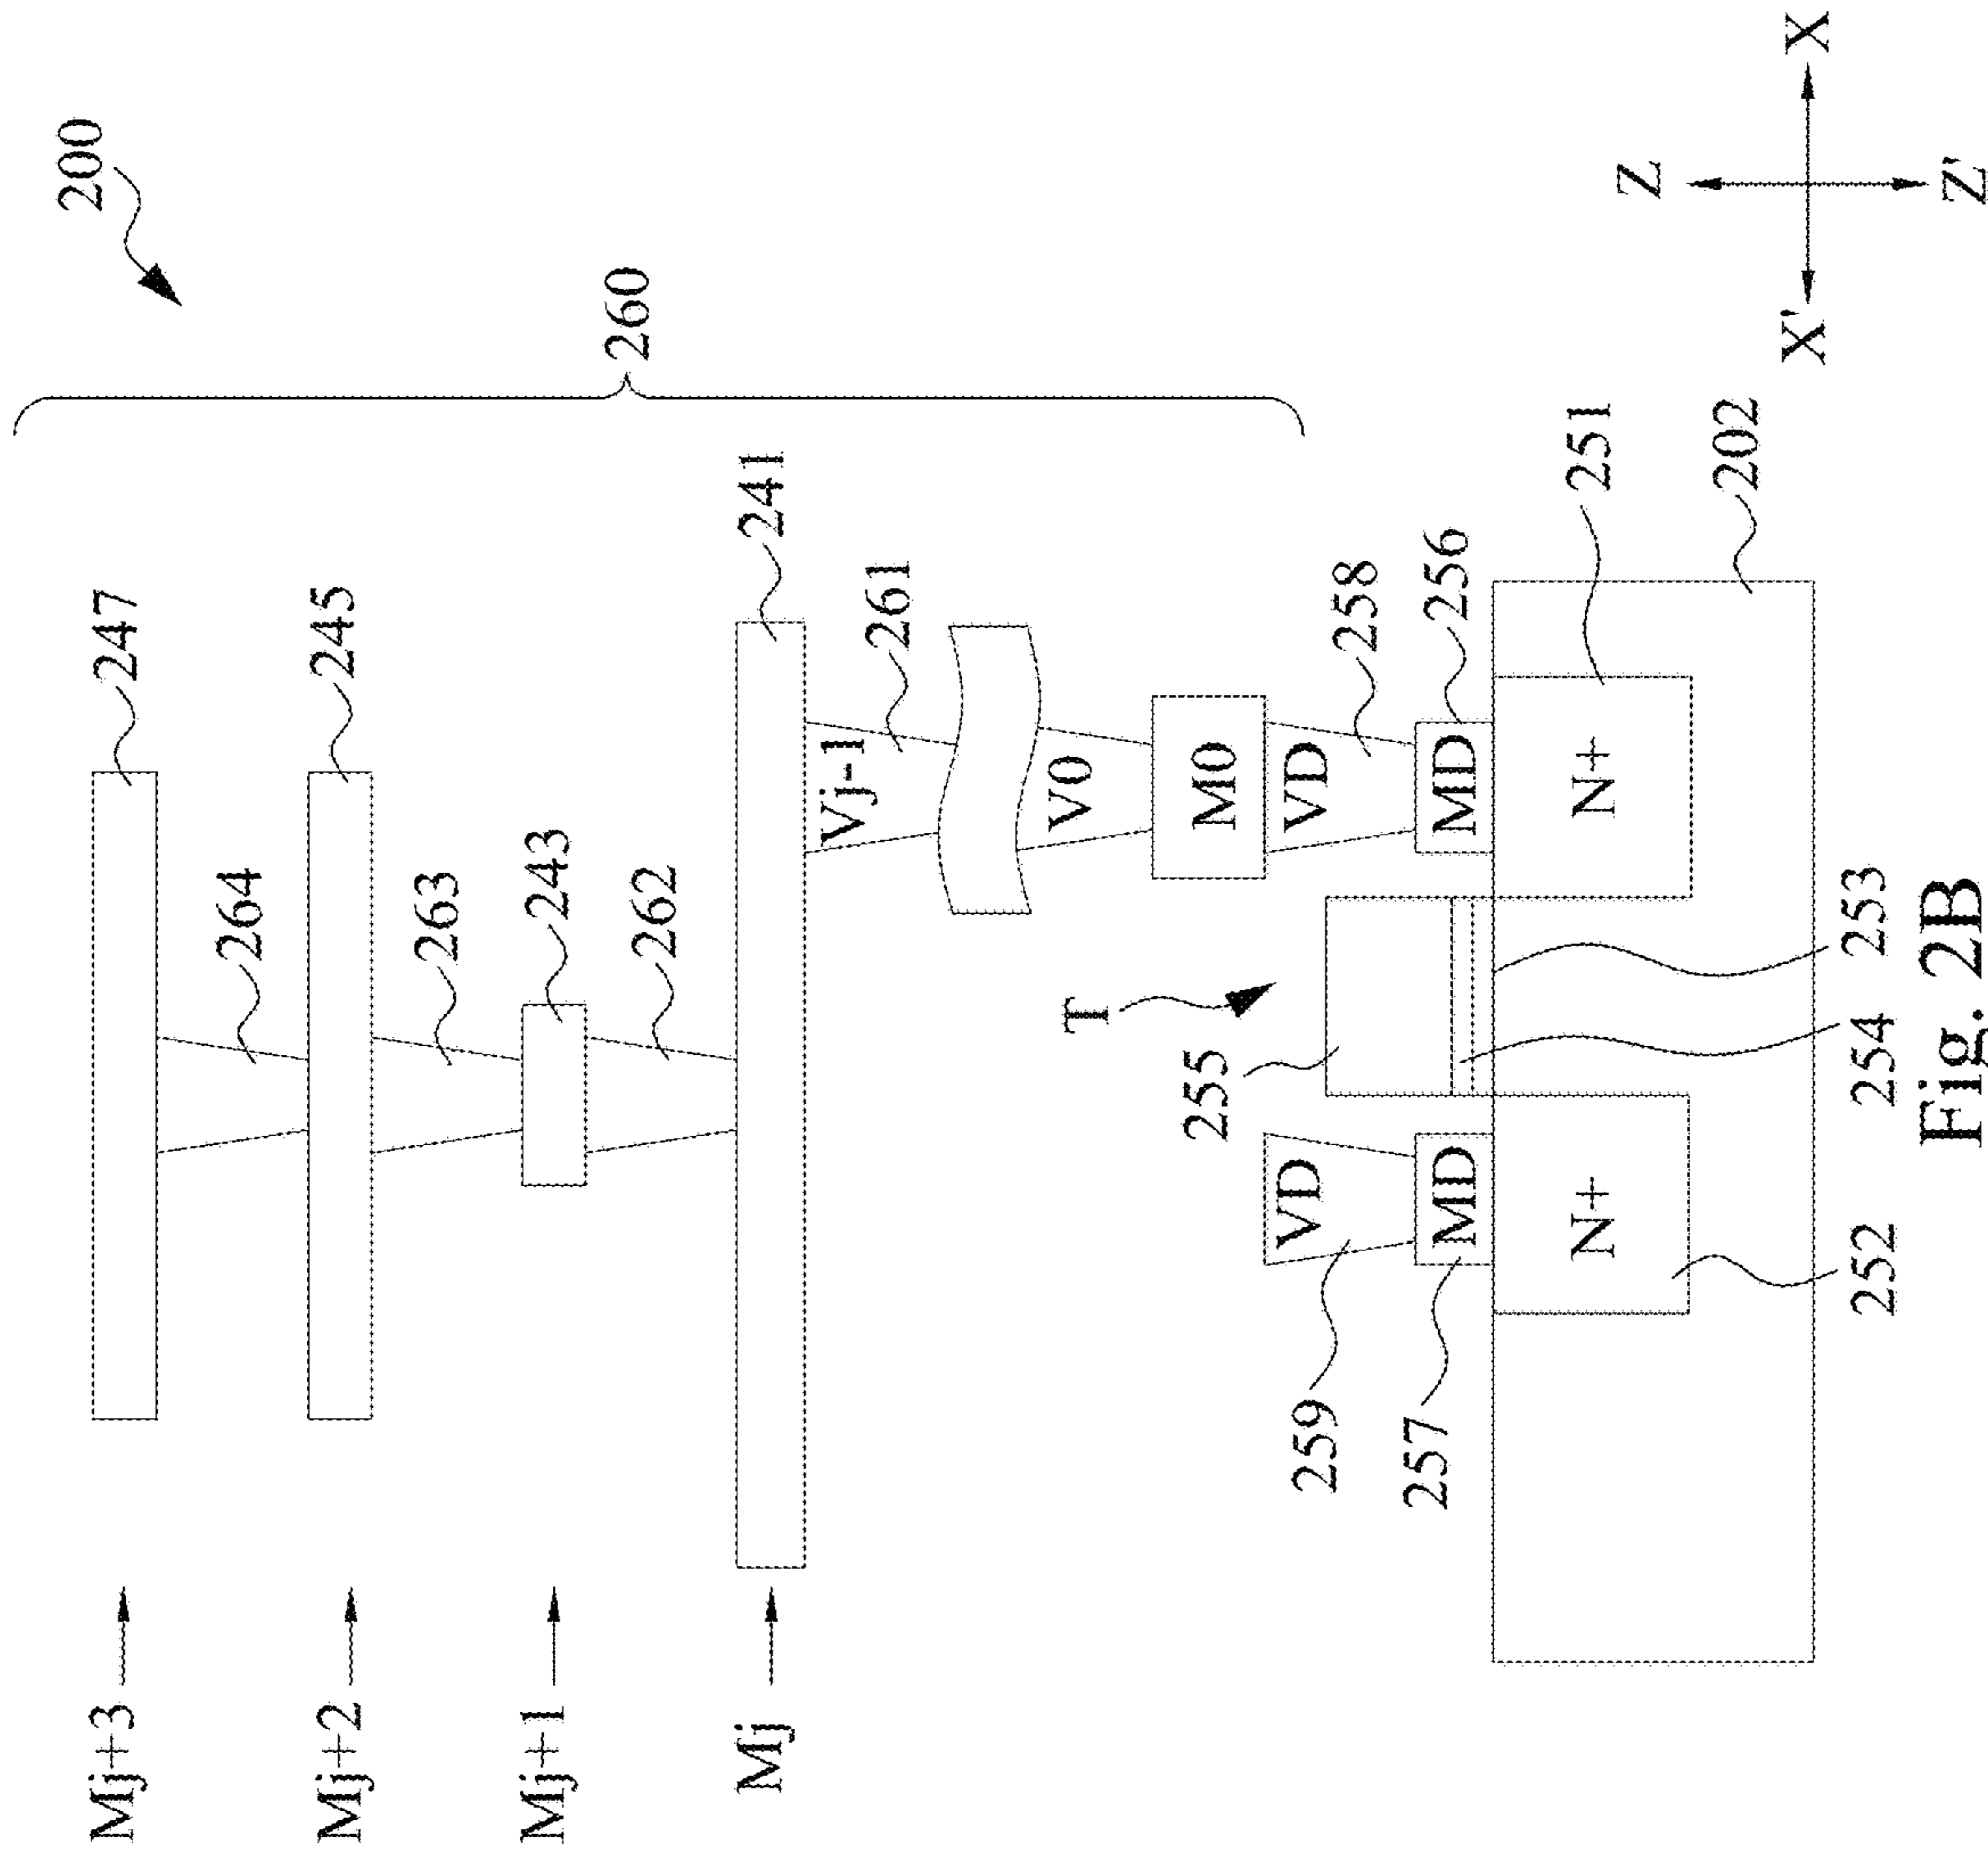 200
Mj+3
247
264
Mj+2
245
263
Mj+1
243
262
260
Mj
241
Vj-1
261
V0
M0
T
255
VD
259
VD
258
MD
257
MD
256
N+
252
N+
251
202
254
253
Z
X'
X
Z'
Fig. 2B